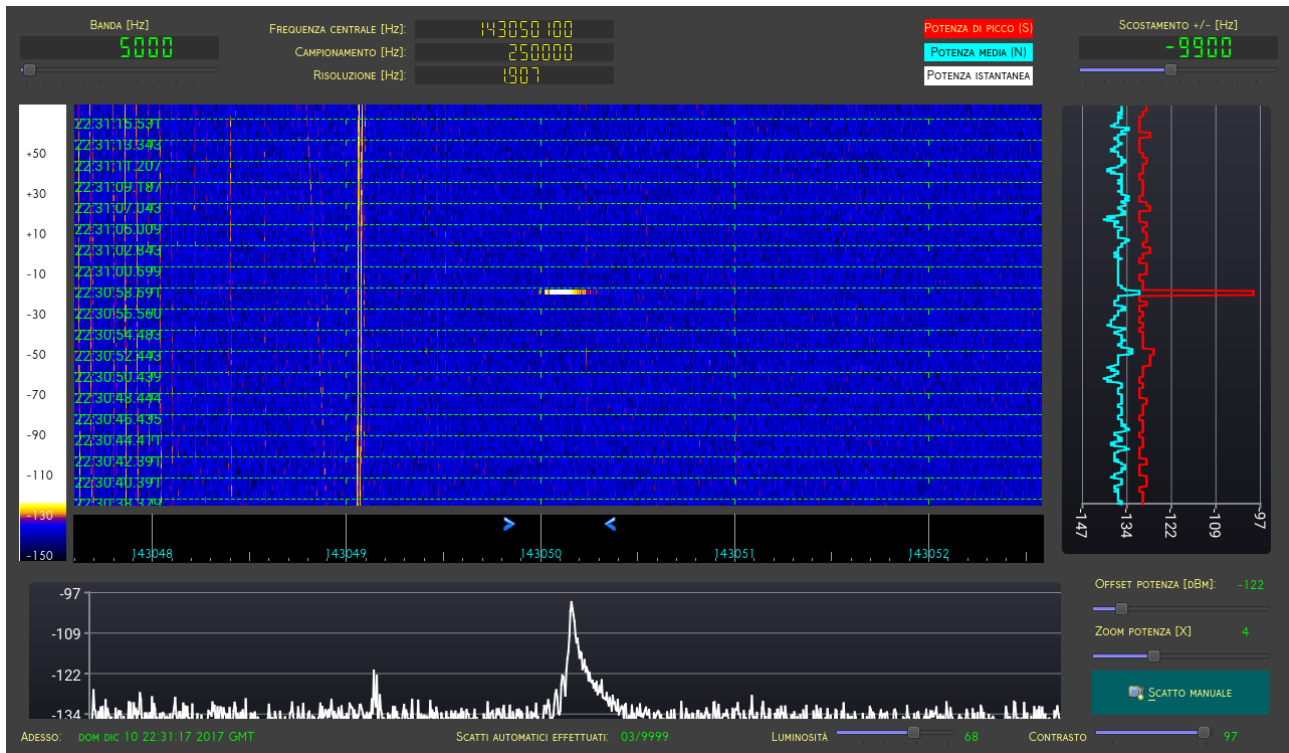 Banda [Hz]
5000
Frequenza centrale [Hz]: 143050100
Campionamento [Hz]: 250000
Risoluzione [Hz]: 1.907
Potenza di picco (S)
Potenza media (N)
Potenza istantanea
Scostamento +/- [Hz]
-9900
+50
+30
+10
-10
-30
-50
-70
-90
-110
-130
-150
22:31:15.531
22:31:13.343
22:31:11.207
22:31:09.187
22:31:07.043
22:31:05.009
22:31:02.843
22:31:00.699
22:30:58.691
22:30:56.560
22:30:54.483
22:30:52.443
22:30:50.439
22:30:48.444
22:30:46.435
22:30:44.411
22:30:42.391
22:30:40.391
22:30:38.379
143048 143049 143050 143051 143052
-147 -134 -122 -109 -97
-97
-109
-122
-134
Offset potenza [dBm]: -122
Zoom potenza [X] 4
Scatto manuale
Adesso: dom dic 10 22:31:17 2017 GMT
Scatti automatici effettuati: 03/9999
Luminosità 68
Contrasto 97